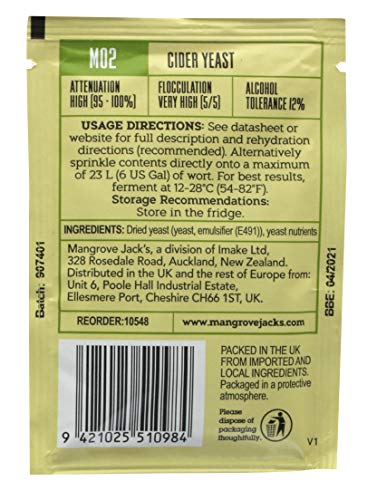 M02
CIDER YEAST
ATTENUATION
HIGH (95 - 100%)
FLOCCULATION
VERY HIGH (5/5)
ALCOHOL
TOLERANCE 12%
USAGE DIRECTIONS: See datasheet or
website for full description and rehydration
directions (recommended). Alternatively
sprinkle contents directly onto a maximum
of 23 L (6 US Gal) of wort. For best results,
ferment at 12-28°C (54-82°F).
Storage Recommendations:
Store in the fridge.
INGREDIENTS: Dried yeast (yeast, emulsifier (E491)), yeast nutrients
Mangrove Jack's, a division of Imake Ltd,
328 Rosedale Road, Auckland, New Zealand.
Distributed in the UK and the rest of Europe from:
Unit 6, Poole Hall Industrial Estate,
Ellesmere Port, Cheshire CH66 1ST, UK.
Batch: 907401
BBE: 04/2021
REORDER:10548
www.mangrovejacks.com
PACKED IN THE UK
FROM IMPORTED AND
LOCAL INGREDIENTS.
Packaged in a protective
atmosphere.
Please
dispose of
packaging
thoughtfully.
9 421025 510984
V1